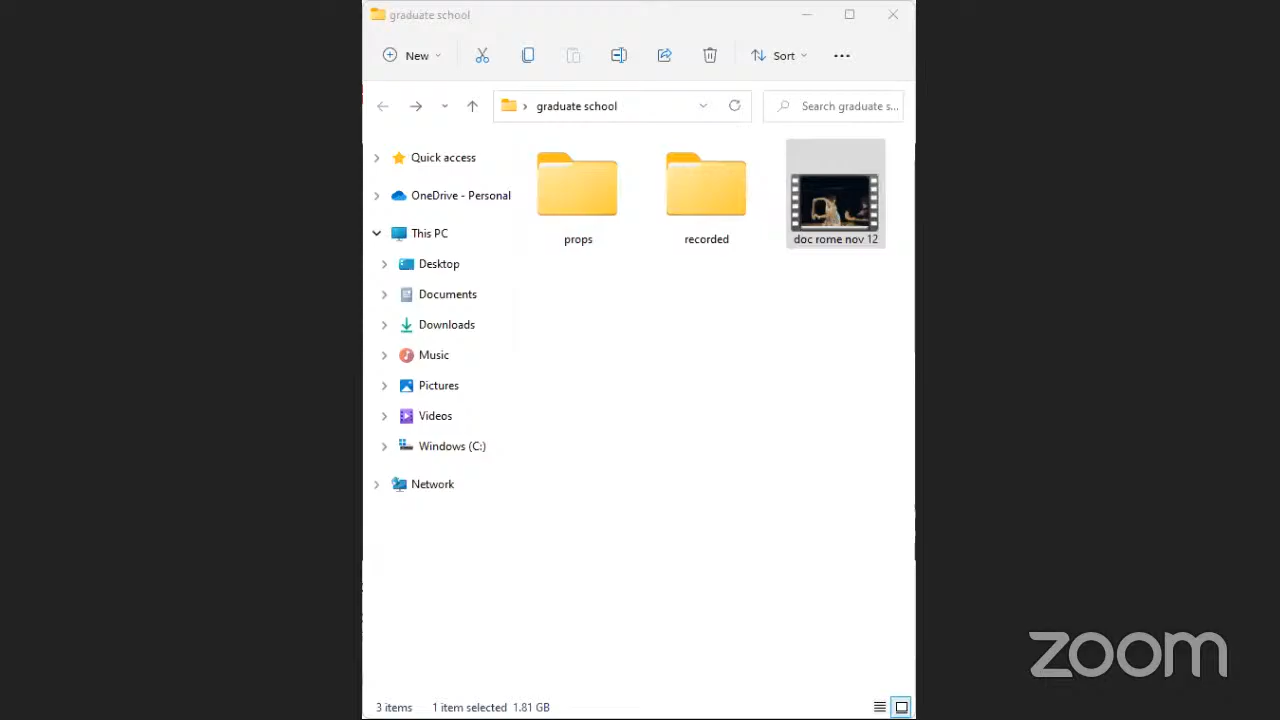 graduate school
New
Sort
graduate school
Search graduate s...
Quick access
OneDrive - Personal
This PC
Desktop
Documents
Downloads
Music
Pictures
Videos
Windows (C:)
Network
props
recorded
doc rome nov 12
3 items
1 item selected 1.81 GB
zoom